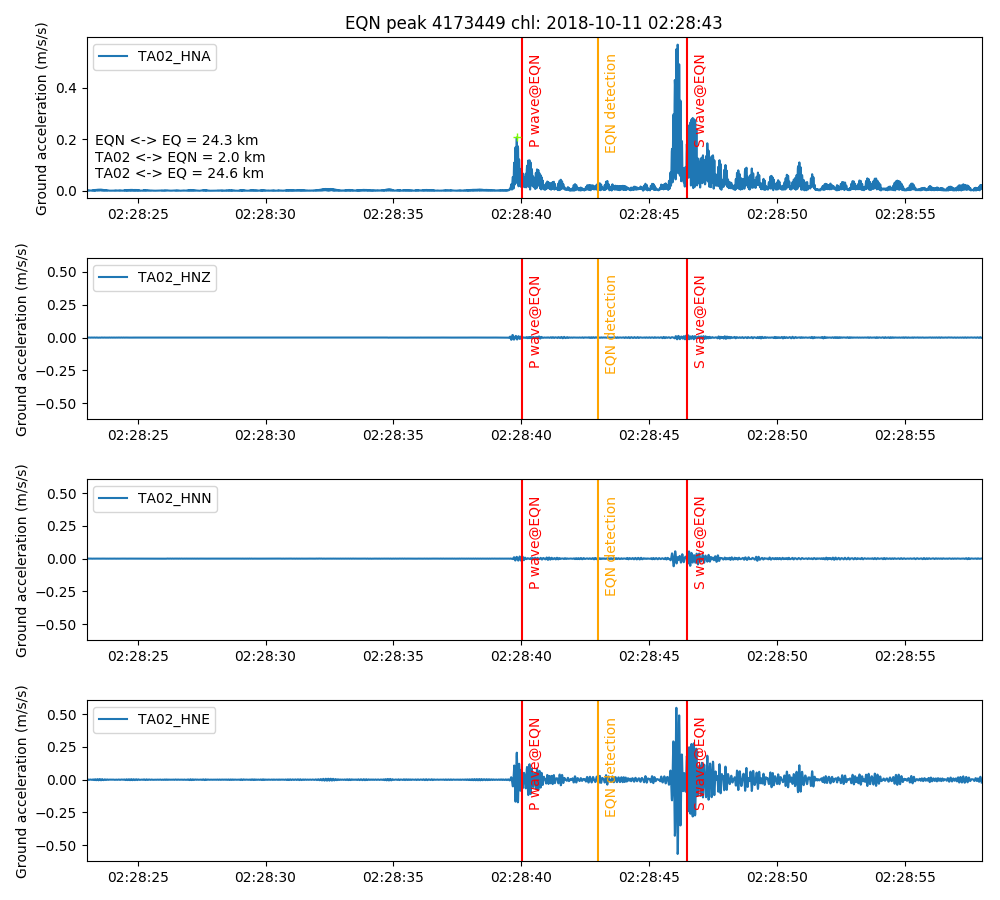 EQN peak 4173449 chl: 2018-10-11 02:28:43
Ground acceleration (m/s/s)
0.4
0.2
0.0
TA02_HNA
EQN <-> EQ = 24.3 km
TA02 <-> EQN = 2.0 km
TA02 <-> EQ = 24.6 km
P wave@EQN
EQN detection
S wave@EQN
02:28:25 02:28:30 02:28:35 02:28:40 02:28:45 02:28:50 02:28:55
Ground acceleration (m/s/s)
0.50
0.25
0.00
−0.25
−0.50
TA02_HNZ
P wave@EQN
EQN detection
S wave@EQN
02:28:25 02:28:30 02:28:35 02:28:40 02:28:45 02:28:50 02:28:55
Ground acceleration (m/s/s)
0.50
0.25
0.00
−0.25
−0.50
TA02_HNN
P wave@EQN
EQN detection
S wave@EQN
02:28:25 02:28:30 02:28:35 02:28:40 02:28:45 02:28:50 02:28:55
Ground acceleration (m/s/s)
0.50
0.25
0.00
−0.25
−0.50
TA02_HNE
P wave@EQN
EQN detection
S wave@EQN
02:28:25 02:28:30 02:28:35 02:28:40 02:28:45 02:28:50 02:28:55